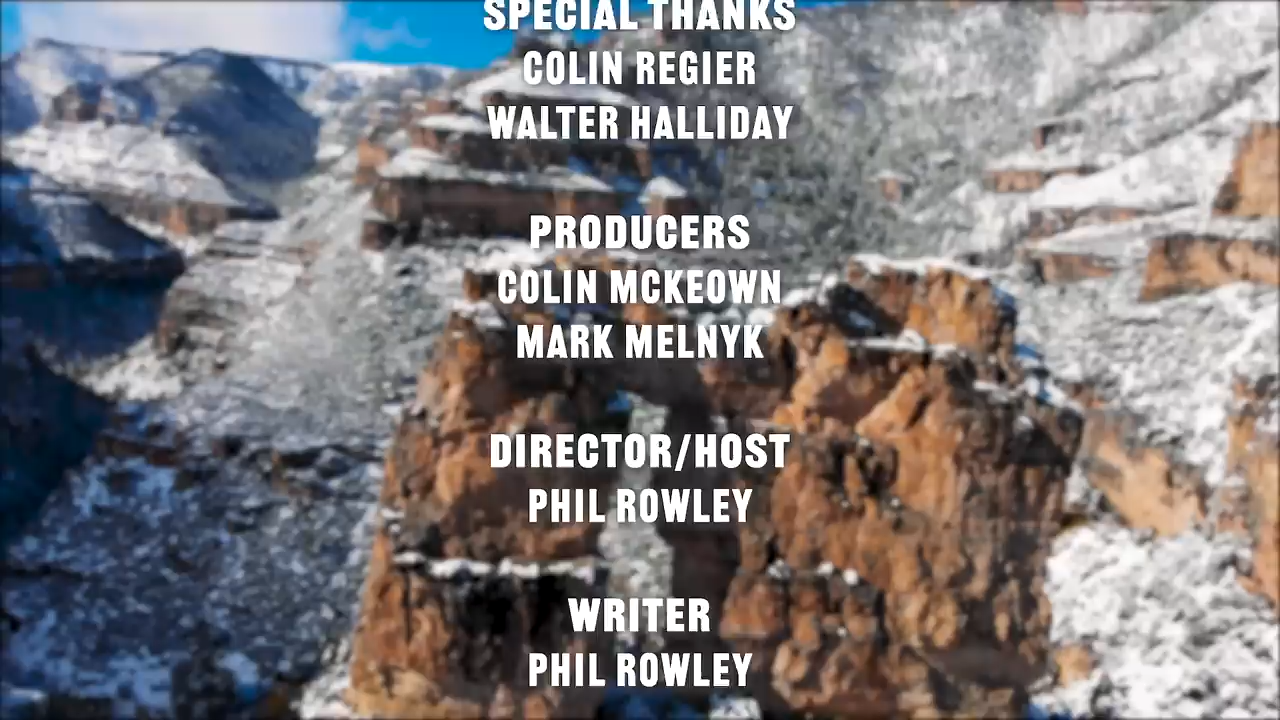 SPECIAL THANKS
COLIN REGIER
WALTER HALLIDAY
PRODUCERS
COLIN MCKEOWN
MARK MELNYK
DIRECTOR/HOST
PHIL ROWLEY
WRITER
PHIL ROWLEY